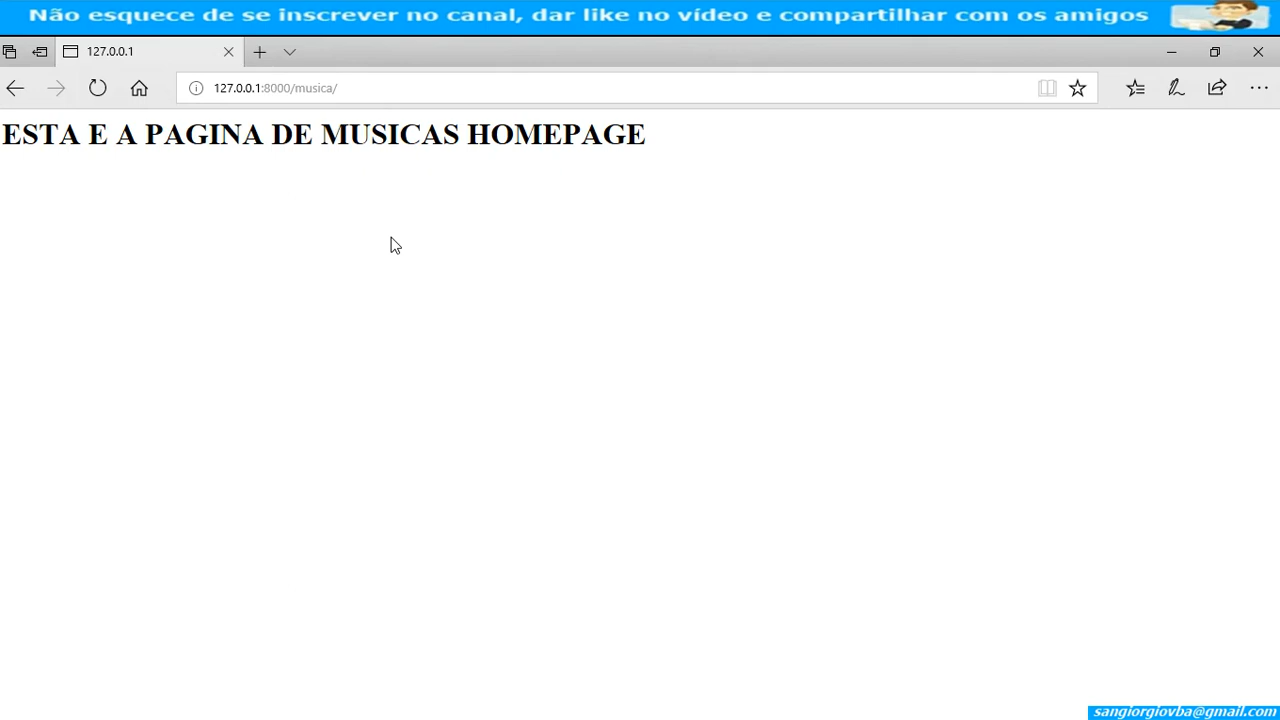 Não esquece de se inscrever no canal, dar like no vídeo e compartilhar com os amigos
127.0.0.1
127.0.0.1:8000/musica/
ESTA E A PAGINA DE MUSICAS HOMEPAGE
sangiorgiovba@gmail.com